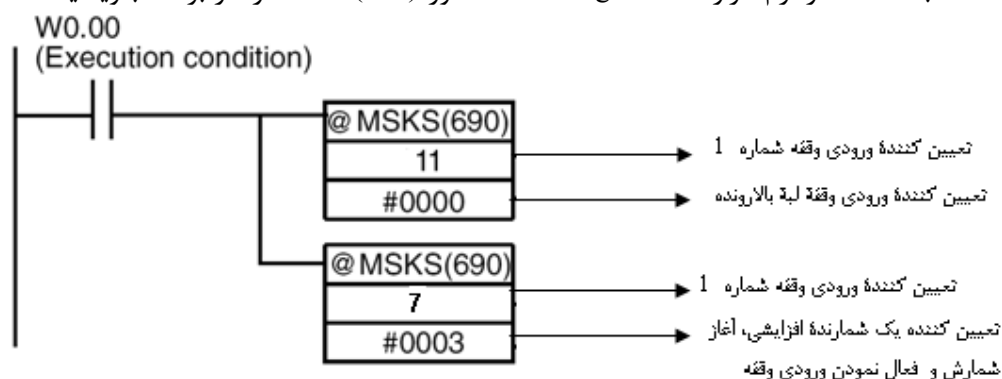 W0.00
(Execution condition)
@MSKS(690)
11
#0000
تعیین کنندهٔ ورودی وقفه شماره 1
تعیین کنندهٔ ورودی وقفهٔ لبهٔ بالارونده
@MSKS(690)
7
#0003
تعیین کنندهٔ ورودی وقفه شماره 1
تعیین کننده یک شمارندهٔ افزایشی، آغاز
شمارش و فعال نمودن ورودی وقفه